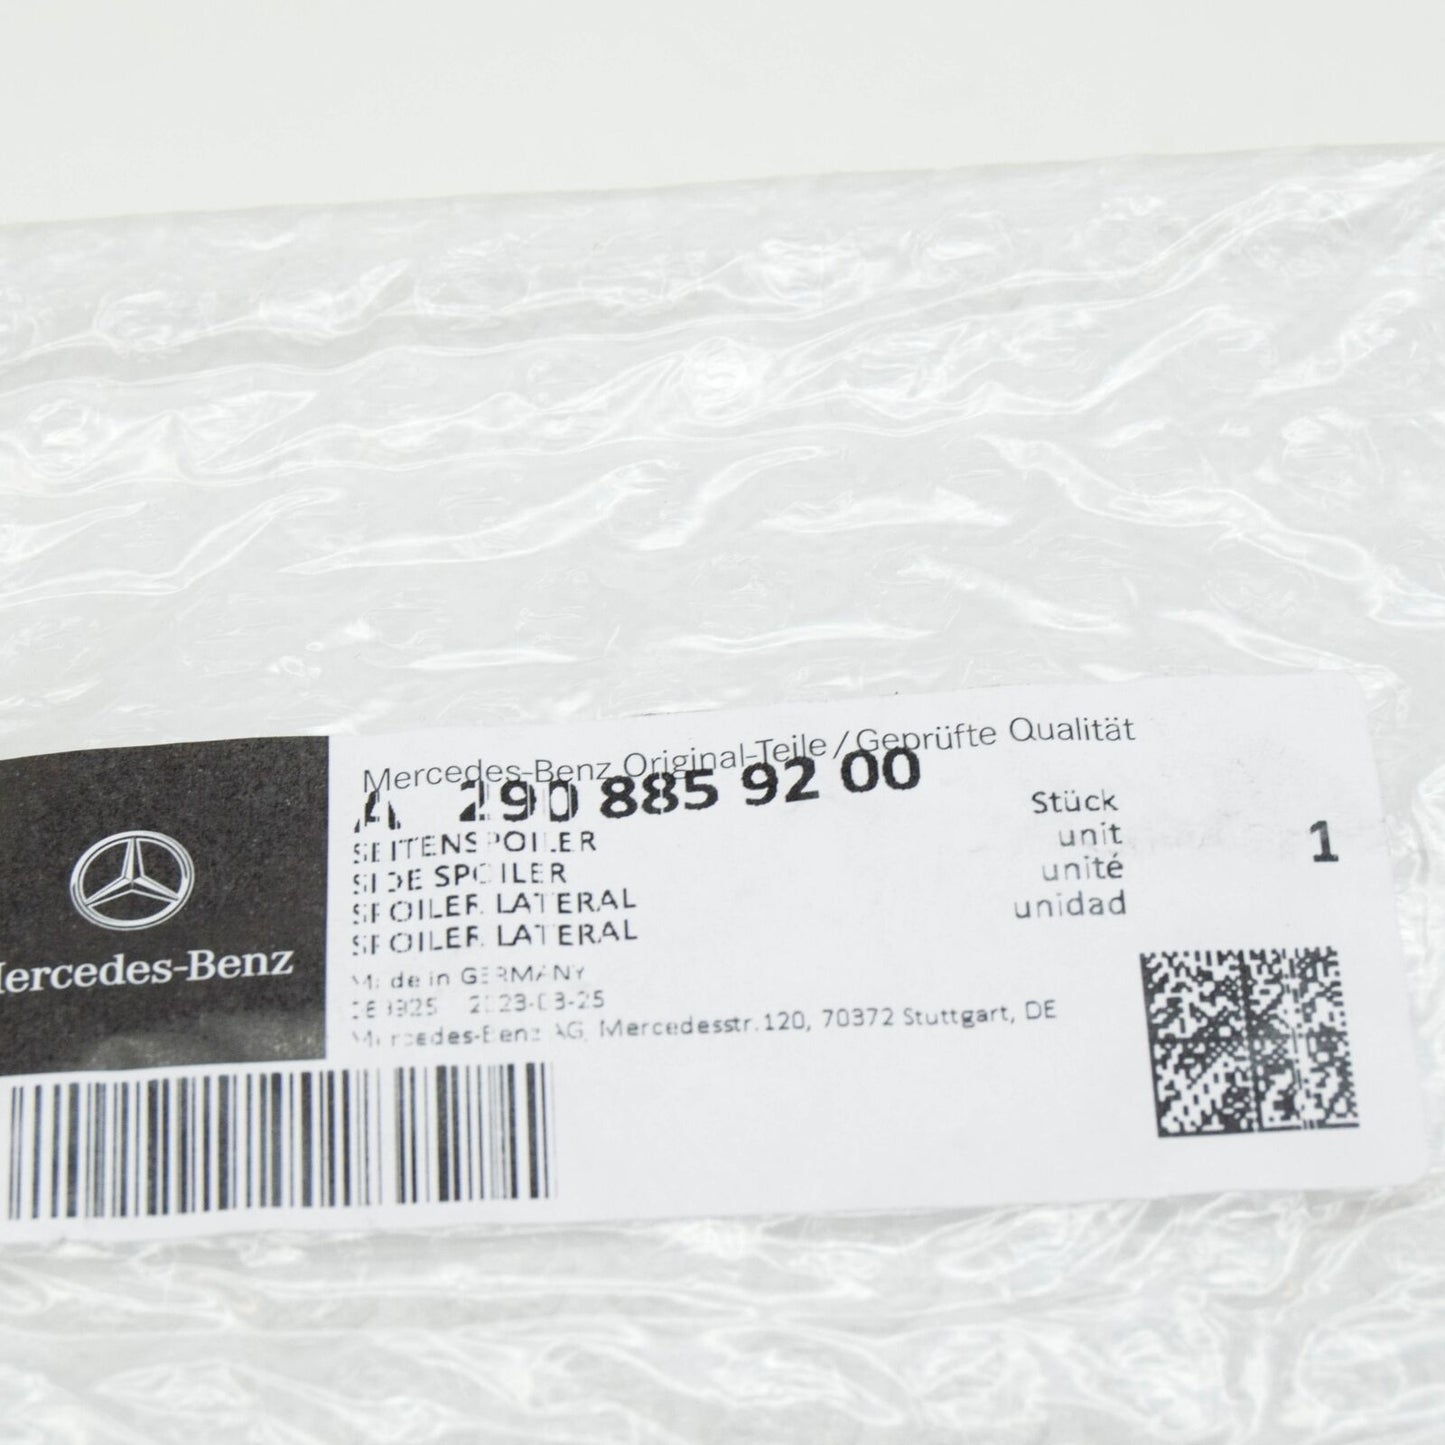 Mercedes-Benz Original-Teile / Geprüfte Qualität
A 290 885 92 00
SEITENSPOILER
SIDE SPOILER
SPOILER LATERAL
SPOILER LATERAL
Made in GERMANY
2023-03-25
Mercedes-Benz AG, Mercedesstr.120, 70372 Stuttgart, DE
Stück
unit
unité
unidad
1
Mercedes-Benz